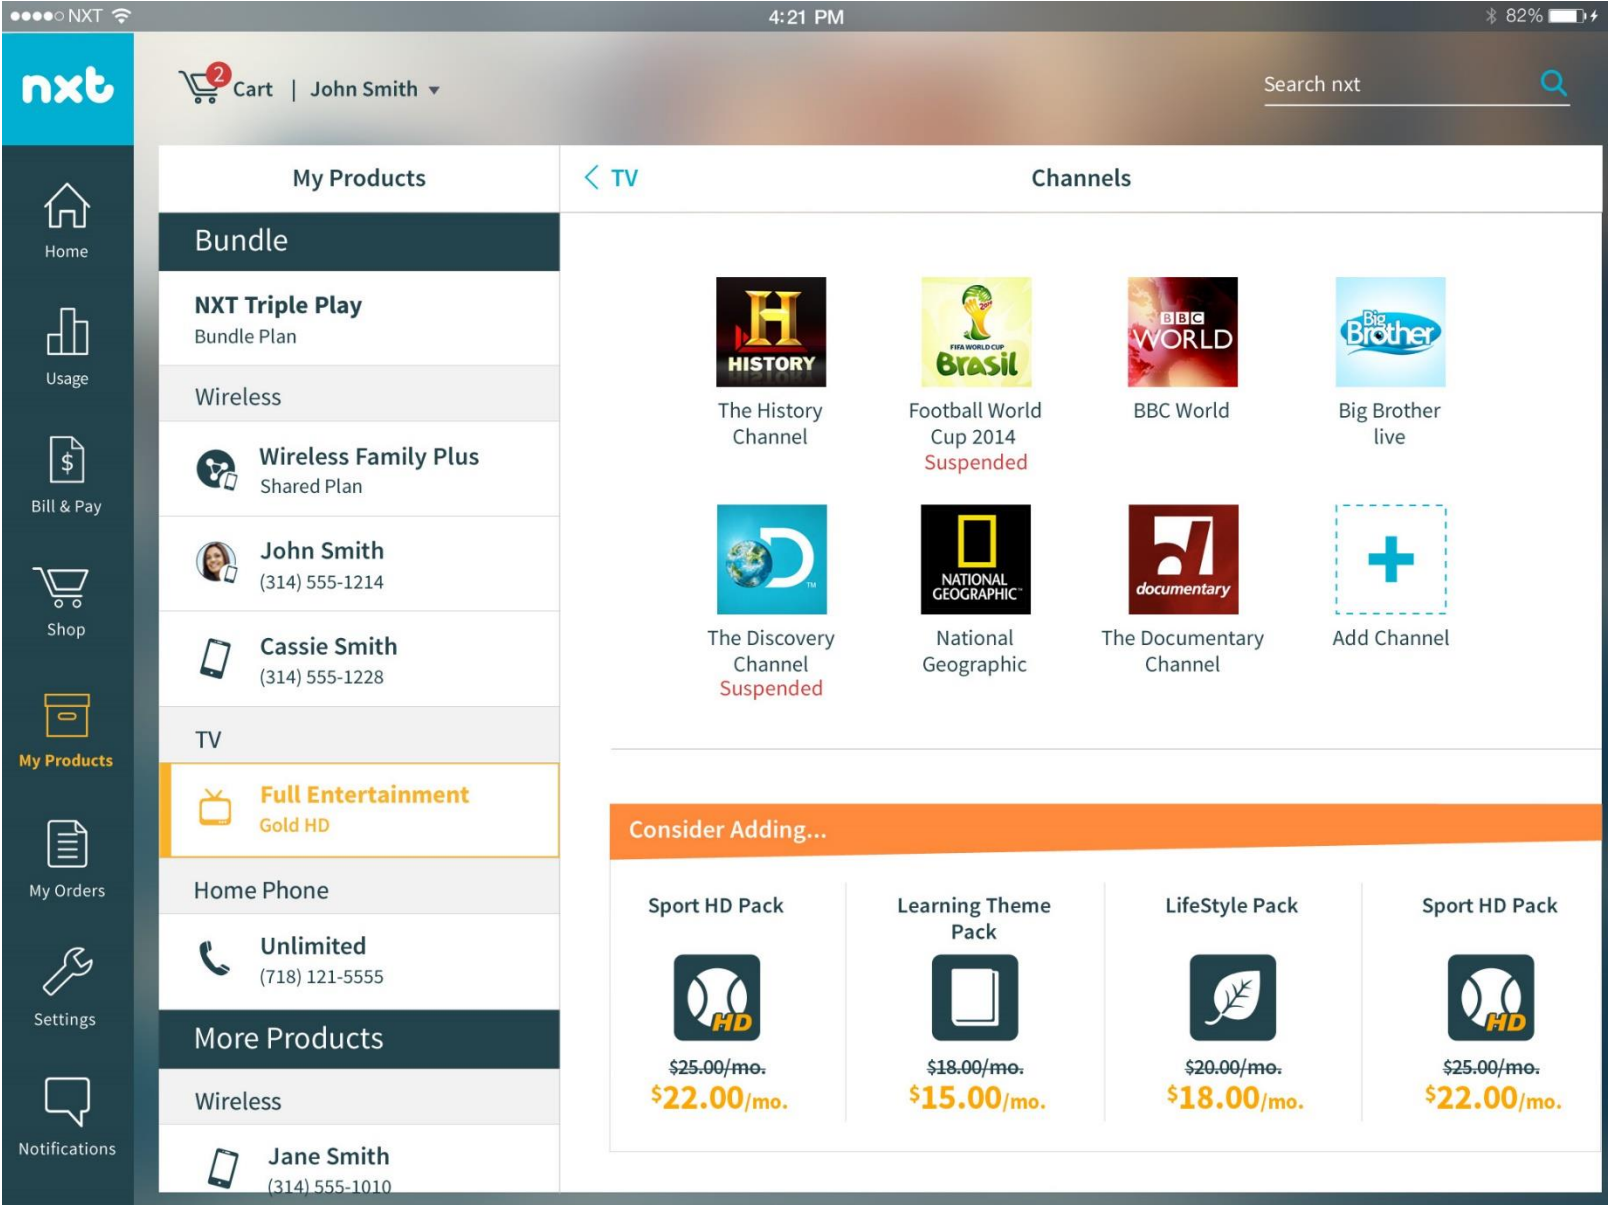 NXT
4:21 PM
82%
nxt
2
Cart | John Smith
Search nxt
Home
Usage
$
Bill & Pay
Shop
My Products
My Orders
Settings
Notifications
My Products
Bundle
NXT Triple Play
Bundle Plan
Wireless
Wireless Family Plus
Shared Plan
John Smith
(314) 555-1214
Cassie Smith
(314) 555-1228
TV
Full Entertainment
Gold HD
Home Phone
Unlimited
(718) 121-5555
More Products
Wireless
Jane Smith
(314) 555-1010
TV
Channels
H
HISTORY
The History
Channel
2014
FIFA WORLD CUP
Brasil
Football World
Cup 2014
Suspended
BBC
WORLD
BBC World
Big
Brother
Big Brother
live
D
TM
The Discovery
Channel
Suspended
NATIONAL
GEOGRAPHIC
National
Geographic
d
documentary
The Documentary
Channel
+
Add Channel
Consider Adding...
Sport HD Pack
HD
$25.00/mo.
$22.00/mo.
Learning Theme
Pack
$18.00/mo.
$15.00/mo.
LifeStyle Pack
$20.00/mo.
$18.00/mo.
Sport HD Pack
HD
$25.00/mo.
$22.00/mo.